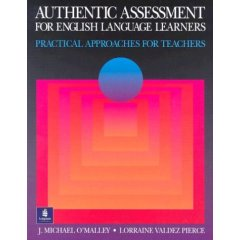 AUTHENTIC ASSESSMENT
FOR ENGLISH LANGUAGE LEARNERS
PRACTICAL APPROACHES FOR TEACHERS
J. MICHAEL O'MALLEY • LORRAINE VALDEZ PIERCE